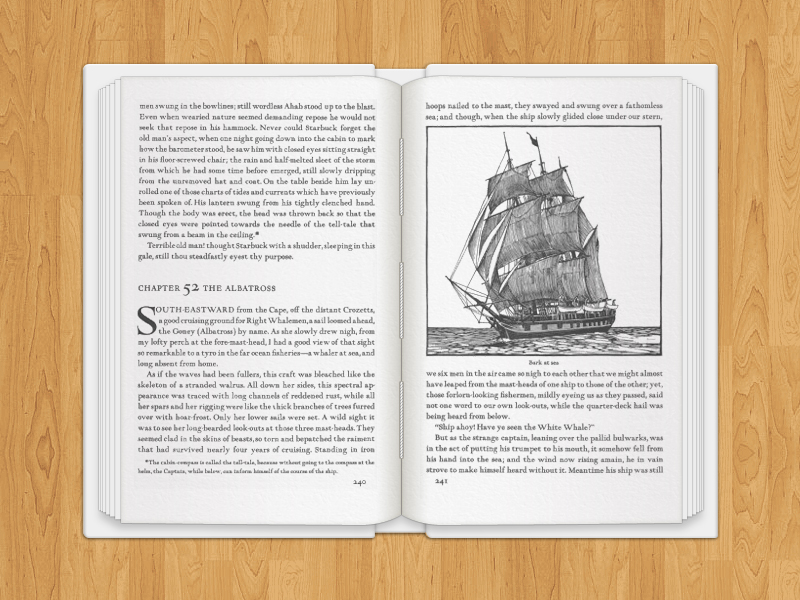 men swung in the bowlines; still wordless Ahab stood up to the blast.
Even when wearied nature seemed demanding repose he would not
seek that repose in his hammock. Never could Starbuck forget the
old man's aspect, when one night going down into the cabin to mark
how the barometer stood, he saw him with closed eyes sitting straight
in his floor-screwed chair; the rain and half-melted sleet of the storm
from which he had some time before emerged, still slowly dripping
from the unremoved hat and coat. On the table beside him lay un-
rolled one of those charts of tides and currents which have previously
been spoken of. His lantern swung from his tightly clenched hand.
Though the body was erect, the head was thrown back so that the
closed eyes were pointed towards the needle of the tell-tale that
swung from a beam in the ceiling.*
Terrible old man! thought Starbuck with a shudder, sleeping in this
gale, still thou steadfastly eyest thy purpose.
CHAPTER 52 THE ALBATROSS
SOUTH-EASTWARD from the Cape, off the distant Crozetts,
a good cruising ground for Right Whalemen, a sail loomed ahead,
the Goney (Albatross) by name. As she slowly drew nigh, from
my lofty perch at the fore-mast-head, I had a good view of that sight
so remarkable to a tyro in the far ocean fisheries—a whaler at sea, and
long absent from home.
As if the waves had been fullers, this craft was bleached like the
skeleton of a stranded walrus. All down her sides, this spectral ap-
pearance was traced with long channels of reddened rust, while all
her spars and her rigging were like the thick branches of trees furred
over with hoar-frost. Only her lower sails were set. A wild sight it
was to see her long-bearded look-outs at those three mast-heads. They
seemed clad in the skins of beasts, so torn and bepatched the raiment
that had survived nearly four years of cruising. Standing in iron
*The cabin-compass is called the tell-tale, because without going to the compass at the
helm, the Captain, while below, can inform himself of the course of the ship.
240
hoops nailed to the mast, they swayed and swung over a fathomless
sea; and though, when the ship slowly glided close under our stern,
Bark at sea
we six men in the air came so nigh to each other that we might almost
have leaped from the mast-heads of one ship to those of the other; yet,
those forlorn-looking fishermen, mildly eyeing us as they passed, said
not one word to our own look-outs, while the quarter-deck hail was
being heard from below.
"Ship ahoy! Have ye seen the White Whale?"
But as the strange captain, leaning over the pallid bulwarks, was
in the act of putting his trumpet to his mouth, it somehow fell from
his hand into the sea; and the wind now rising amain, he in vain
strove to make himself heard without it. Meantime his ship was still
241